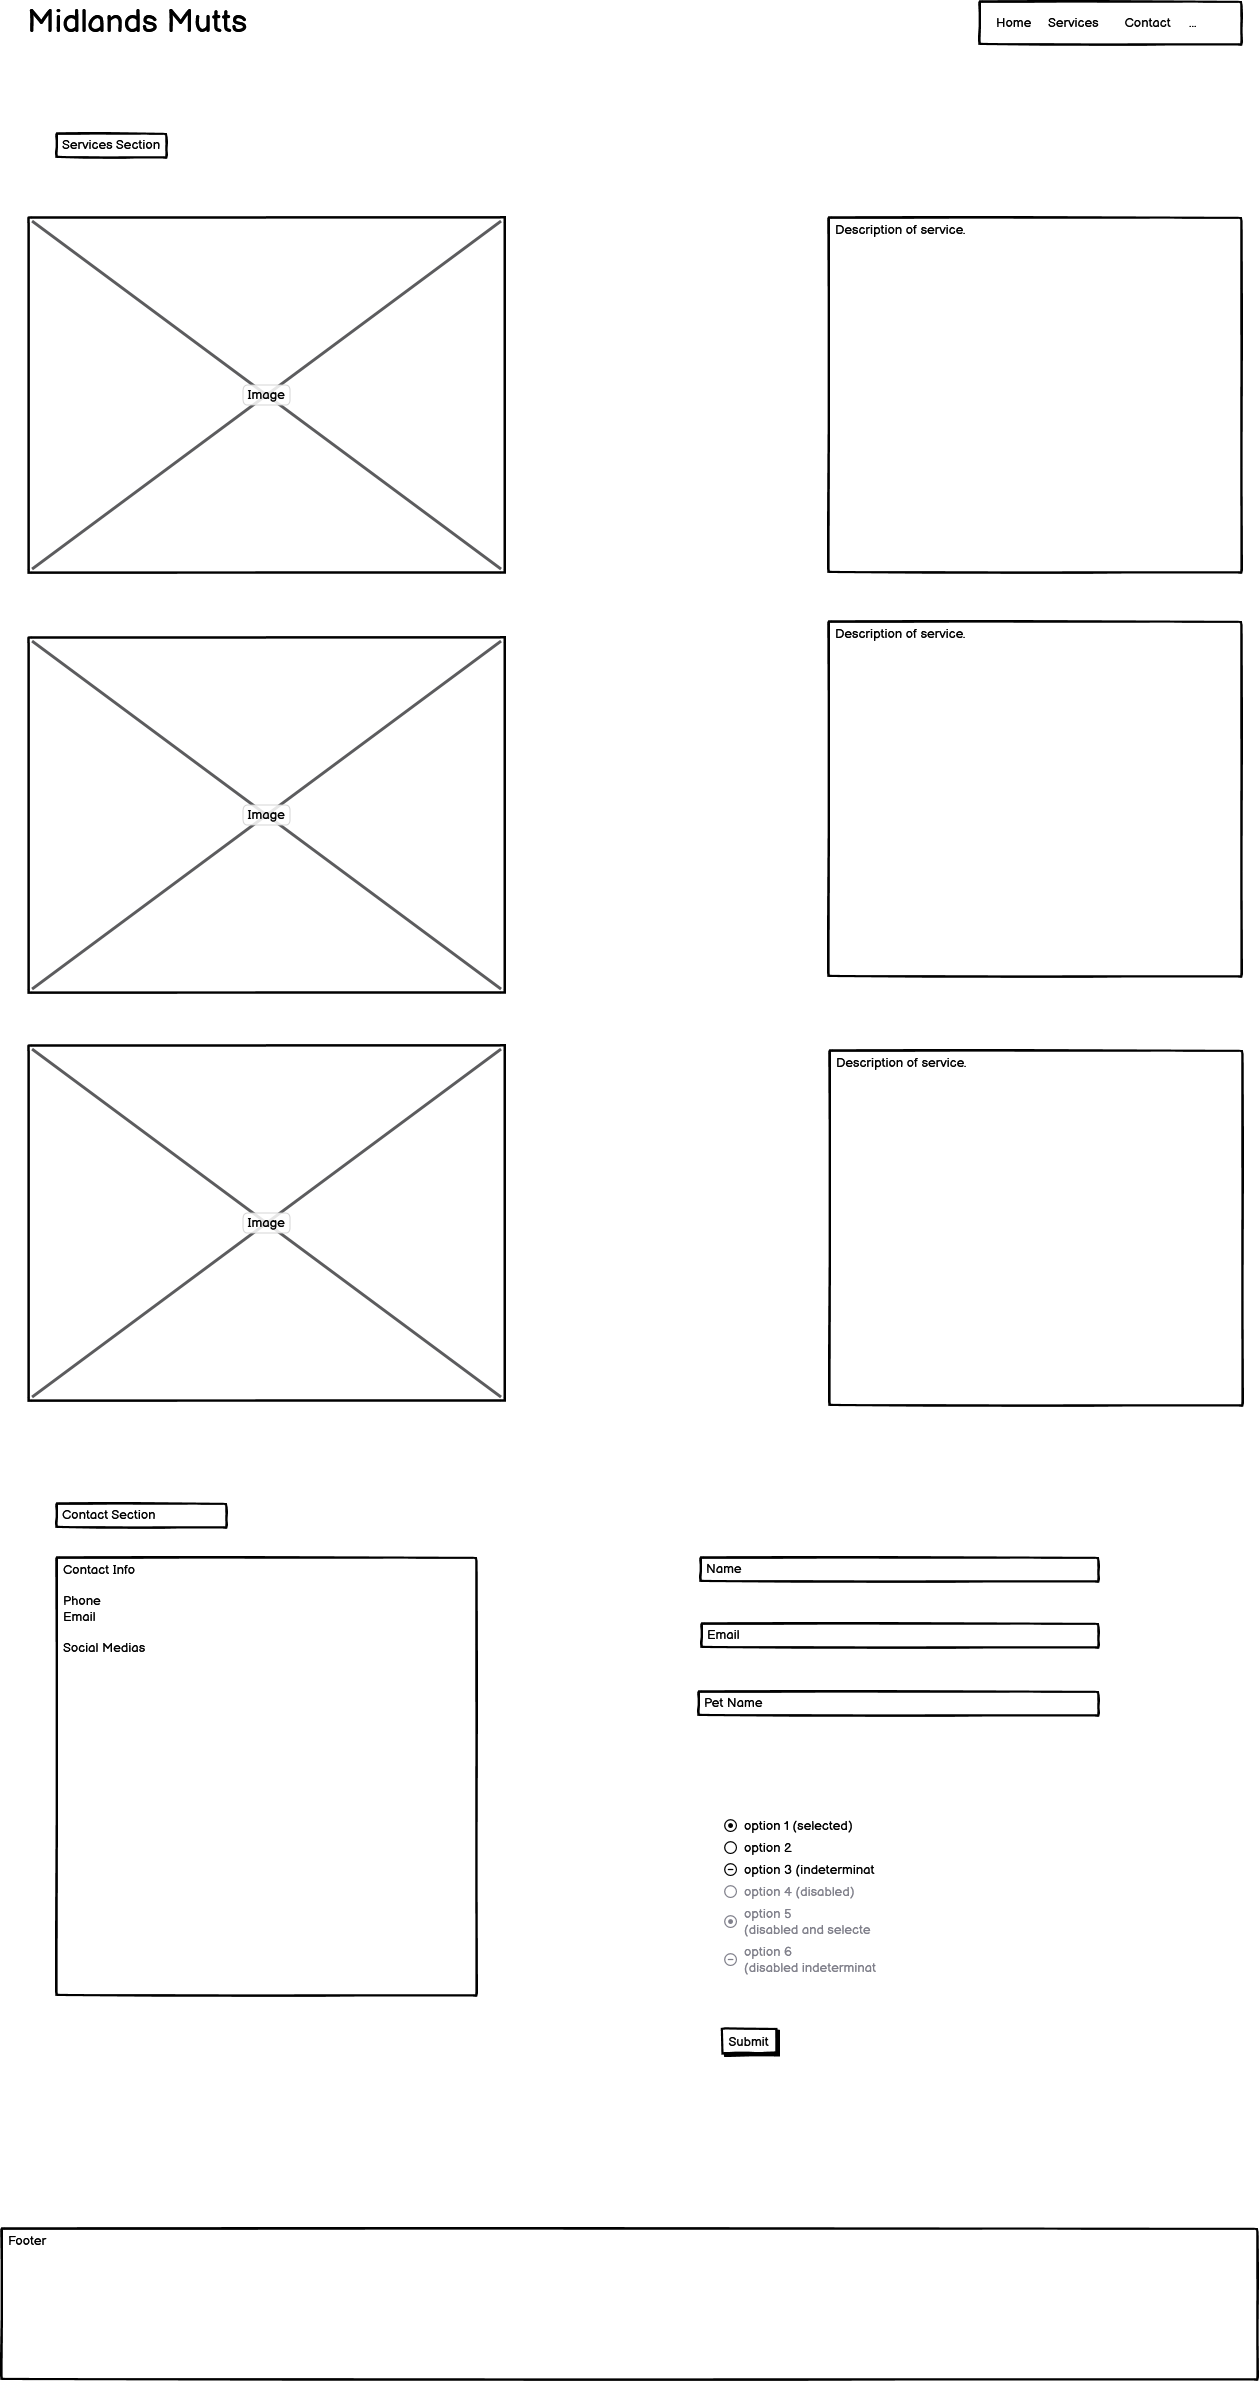 Midlands Mutts
Home Services Contact ...
Services Section
Image
Description of service.
Image
Description of service.
Image
Description of service.
Contact Section
Contact Info
Phone
Email
Social Medias
Name
Email
Pet Name
option 1 (selected)
option 2
option 3 (indeterminat
option 4 (disabled)
option 5
(disabled and selecte
option 6
(disabled indeterminat
Submit
Footer